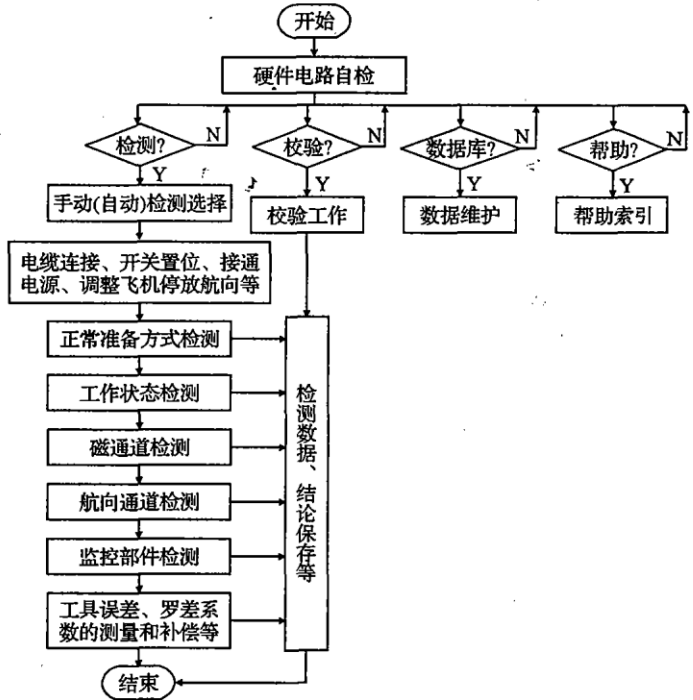 开始
硬件电路自检
检测?
N
校验?
N
数据库?
N
帮助?
N
Y
Y
Y
Y
手动(自动)检测选择
校验工作
数据维护
帮助索引
电缆连接、开关置位、接通
电源、调整飞机停放航向等
正常准备方式检测
工作状态检测
磁通道检测
航向通道检测
监控部件检测
工具误差、罗差系
数的测量和补偿等
检测数据、结论保存等
结束